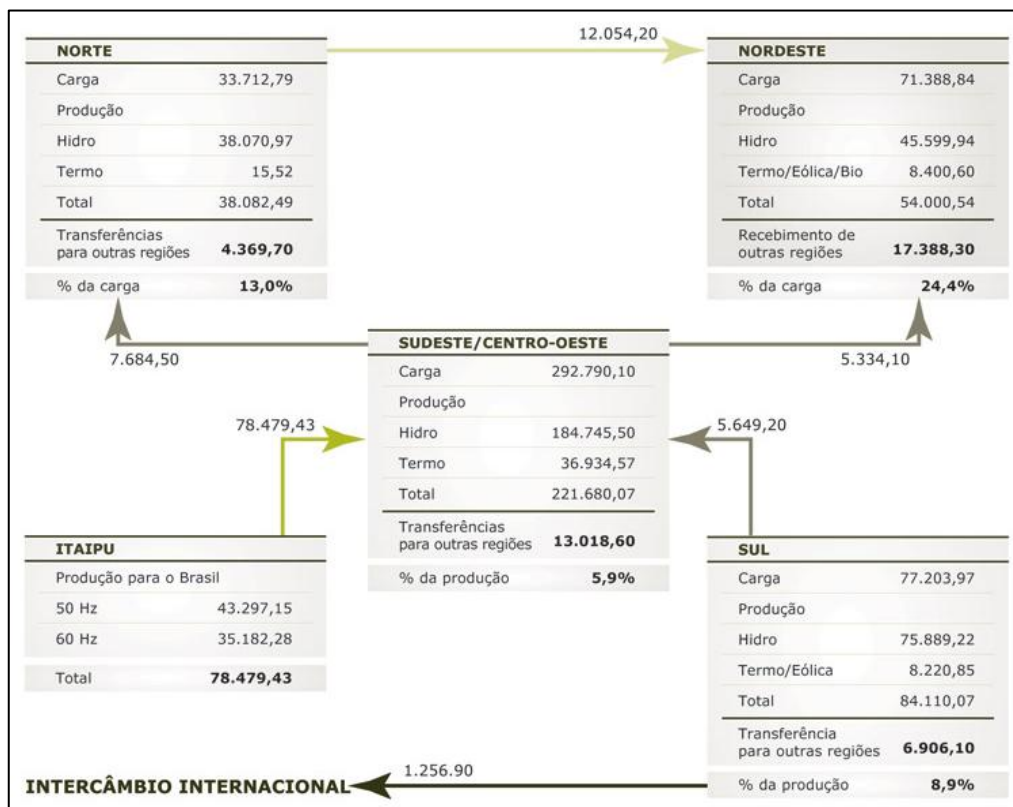 12.054,20
NORTE
Carga 33.712,79
Produção
Hidro 38.070,97
Termo 15,52
Total 38.082,49
Transferências
para outras regiões 4.369,70
% da carga 13,0%
NORDESTE
Carga 71.388,84
Produção
Hidro 45.599,94
Termo/Eólica/Bio 8.400,60
Total 54.000,54
Recebimento de
outras regiões 17.388,30
% da carga 24,4%
7.684,50
5.334,10
SUDESTE/CENTRO-OESTE
Carga 292.790,10
Produção
Hidro 184.745,50
Termo 36.934,57
Total 221.680,07
Transferências
para outras regiões 13.018,60
% da produção 5,9%
78.479,43
5.649,20
ITAIPU
Produção para o Brasil
50 Hz 43.297,15
60 Hz 35.182,28
Total 78.479,43
SUL
Carga 77.203,97
Produção
Hidro 75.889,22
Termo/Eólica 8.220,85
Total 84.110,07
Transferência
para outras regiões 6.906,10
% da produção 8,9%
1.256.90
INTERCÂMBIO INTERNACIONAL